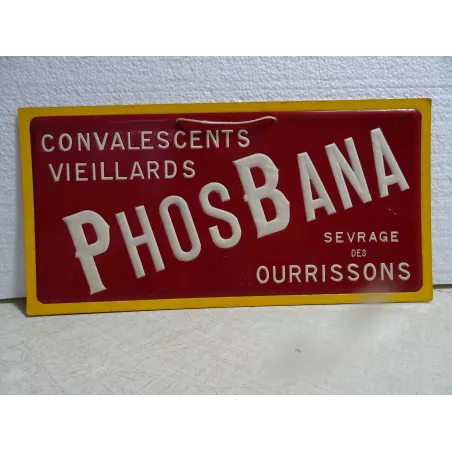 CONVALESCENTS
VIEILLARDS
PHOSBANA
SEVRAGE
DES
OURRISSONS